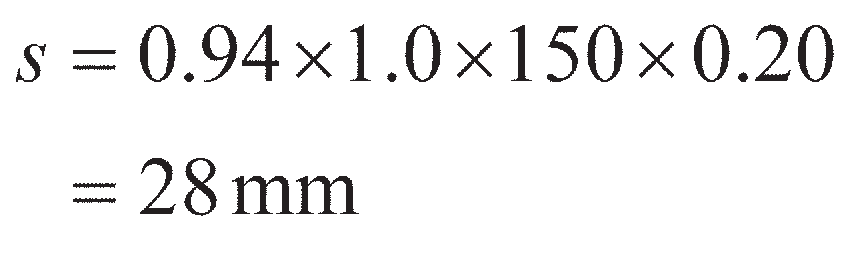 s = 0.94×1.0×150×0.20
= 28 mm